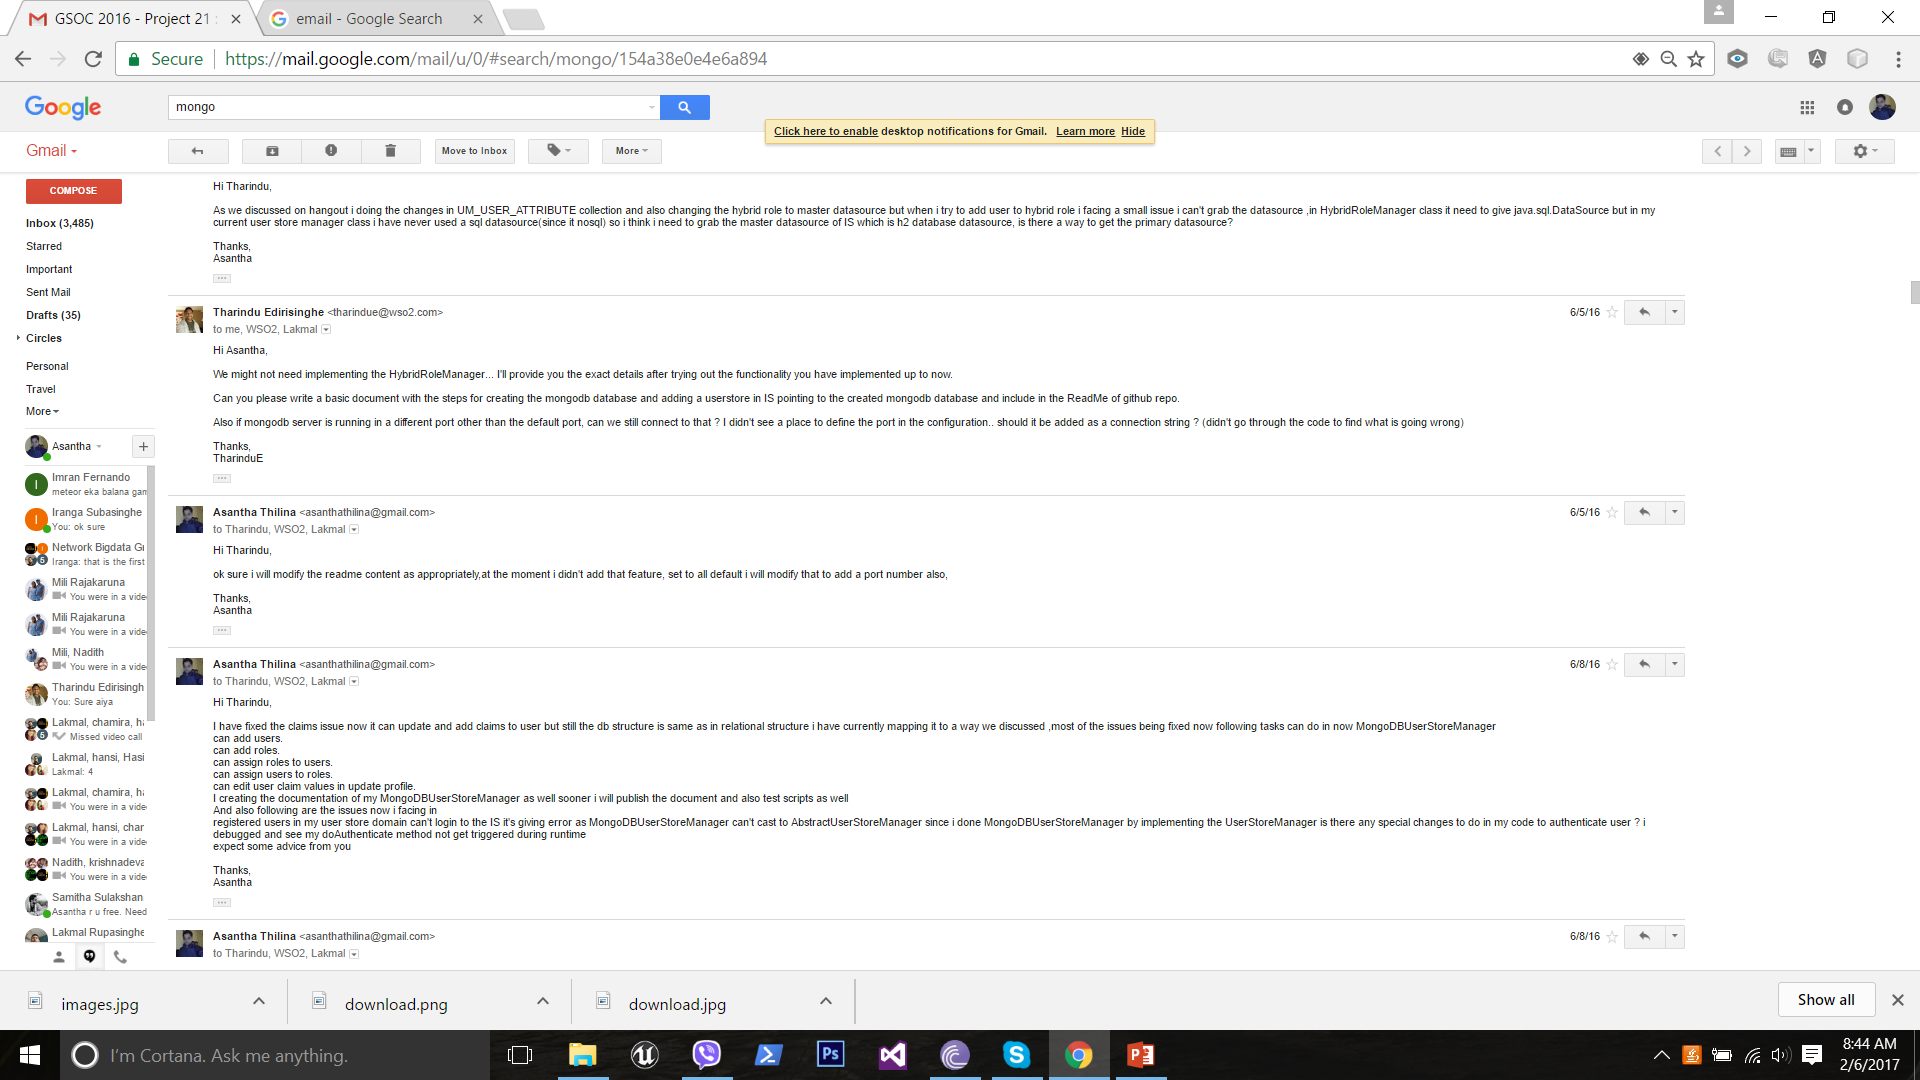 GSOC 2016 - Project 21
email - Google Search
Secure
https://mail.google.com/mail/u/0/#search/mongo/154a38e0e4e6a894
Google
mongo
Click here to enable desktop notifications for Gmail. Learn more Hide
Gmail
Move to Inbox
More
COMPOSE
Inbox (3,485)
Starred
Important
Sent Mail
Drafts (35)
Circles
Personal
Travel
More
Asantha
Imran Fernando
meteor eka balana gam
Iranga Subasinghe
You: ok sure
Network Bigdata Gr
Iranga: that is the first
Mili Rajakaruna
You were in a vide
Mili Rajakaruna
You were in a vide
Mili, Nadith
You were in a vide
Tharindu Edirisingh
You: Sure aiya
Lakmal, chamira, ha
Missed video call
Lakmal, hansi, Hasi
Lakmal: 4
Lakmal, chamira, ha
You were in a vide
Lakmal, hansi, char
You were in a vide
Nadith, krishnadeva
You were in a vide
Samitha Sulakshan
Asantha r u free. Need
Lakmal Rupasinghe
Hi Tharindu,
As we discussed on hangout i doing the changes in UM_USER_ATTRIBUTE collection and also changing the hybrid role to master datasource but when i try to add user to hybrid role i facing a small issue i can't grab the datasource ,in HybridRoleManager class it need to give java.sql.DataSource but in my
current user store manager class i have never used a sql datasource(since it nosql) so i think i need to grab the master datasource of IS which is h2 database datasource, is there a way to get the primary datasource?
Thanks,
Asantha
Tharindu Edirisinghe <tharindue@wso2.com>
6/5/16
to me, WSO2, Lakmal
Hi Asantha,
We might not need implementing the HybridRoleManager... I'll provide you the exact details after trying out the functionality you have implemented up to now.
Can you please write a basic document with the steps for creating the mongodb database and adding a userstore in IS pointing to the created mongodb database and include in the ReadMe of github repo.
Also if mongodb server is running in a different port other than the default port, can we still connect to that ? I didn't see a place to define the port in the configuration.. should it be added as a connection string ? (didn't go through the code to find what is going wrong)
Thanks,
TharinduE
Asantha Thilina <asanthathilina@gmail.com>
6/5/16
to Tharindu, WSO2, Lakmal
Hi Tharindu,
ok sure i will modify the readme content as appropriately,at the moment i didn't add that feature, set to all default i will modify that to add a port number also,
Thanks,
Asantha
Asantha Thilina <asanthathilina@gmail.com>
6/8/16
to Tharindu, WSO2, Lakmal
Hi Tharindu,
I have fixed the claims issue now it can update and add claims to user but still the db structure is same as in relational structure i have currently mapping it to a way we discussed ,most of the issues being fixed now following tasks can do in now MongoDBUserStoreManager
can add users.
can add roles.
can assign roles to users.
can assign users to roles.
can edit user claim values in update profile.
I creating the documentation of my MongoDBUserStoreManager as well sooner i will publish the document and also test scripts as well
And also following are the issues now i facing in
registered users in my user store domain can't login to the IS it's giving error as MongoDBUserStoreManager can't cast to AbstractUserStoreManager since i done MongoDBUserStoreManager by implementing the UserStoreManager is there any special changes to do in my code to authenticate user ? i
debugged and see my doAuthenticate method not get triggered during runtime
expect some advice from you
Thanks,
Asantha
Asantha Thilina <asanthathilina@gmail.com>
6/8/16
to Tharindu, WSO2, Lakmal
images.jpg
download.png
download.jpg
Show all
I'm Cortana. Ask me anything.
8:44 AM
2/6/2017